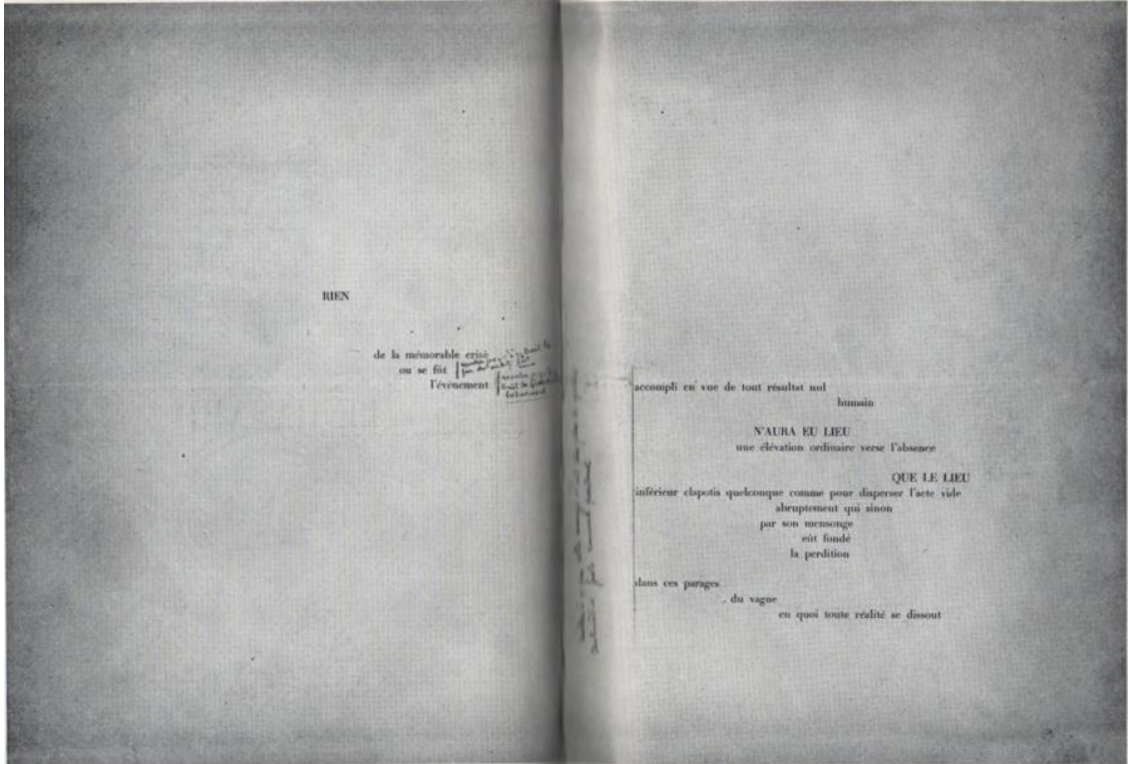 RIEN
de la mémorable crise
ou se fût
l'événement
accompli en vue de tout résultat nul
humain
N'AURA EU LIEU
une élévation ordinaire verse l'absence
QUE LE LIEU
inférieur clapotis quelconque comme pour disperser l'acte vide
abruptement qui sinon
par son mensonge
eût fondé
la perdition
dans ces parages
du vague
en quoi toute réalité se dissout